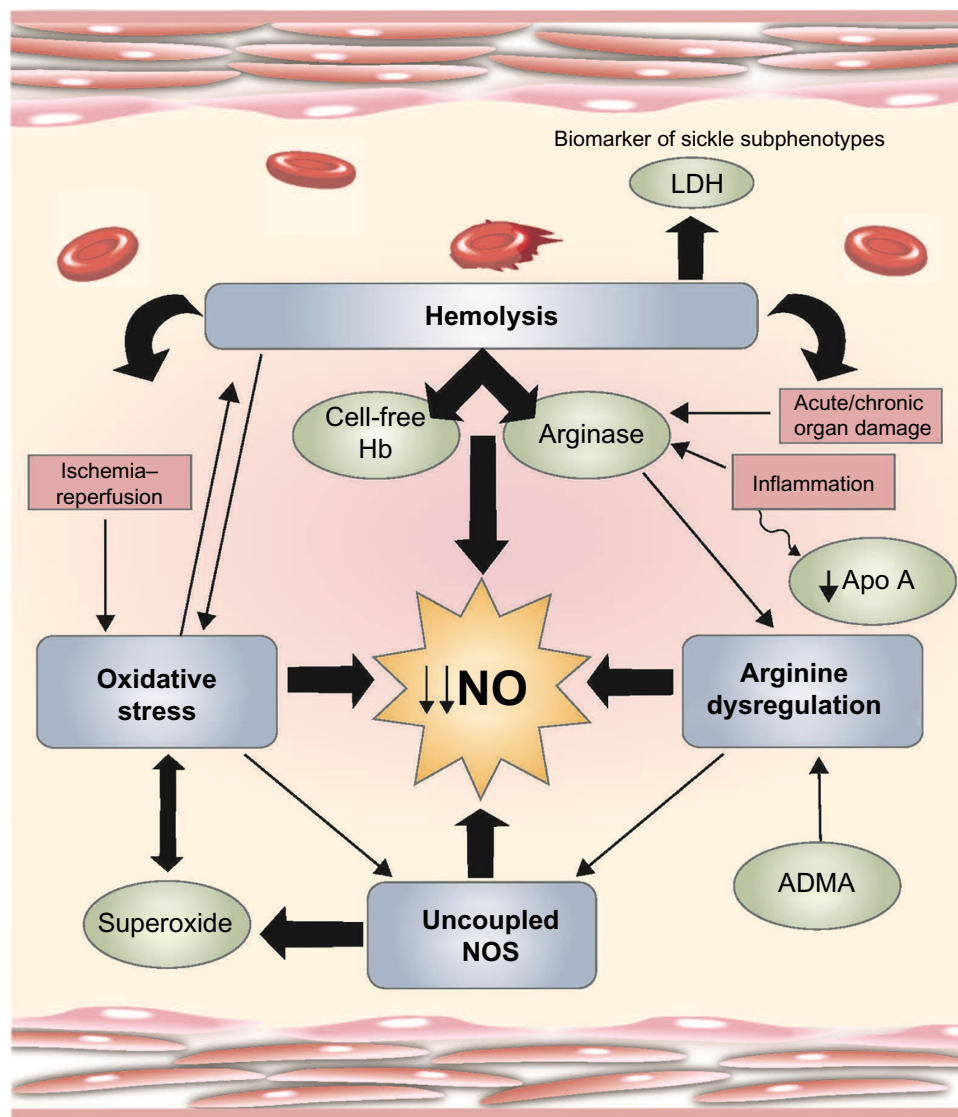 Biomarker of sickle subphenotypes
LDH
Hemolysis
Cell-free
Hb
Arginase
Acute/chronic
organ damage
Ischemia–
reperfusion
Inflammation
↓ Apo A
Oxidative
stress
↓↓NO
Arginine
dysregulation
Superoxide
Uncoupled
NOS
ADMA